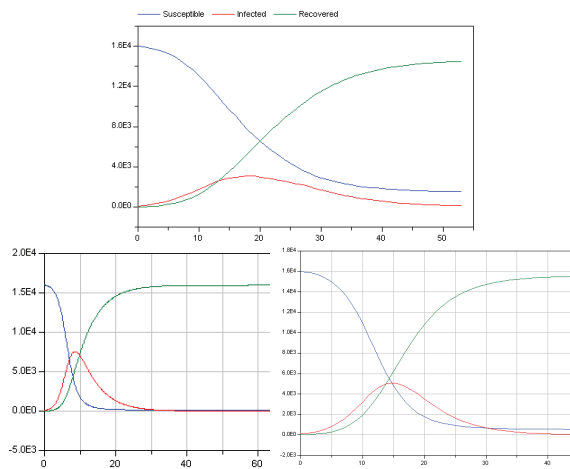 Susceptible Infected Recovered
1.6E4
1.2E4
8.0E3
4.0E3
0.0E0
0 10 20 30 40 50
2.0E4
1.5E4
1.0E4
5.0E3
0.0E0
-5.0E3
0 20 40 60
1.8E4
1.6E4
1.4E4
1.2E4
1.0E4
8.0E3
6.0E3
4.0E3
2.0E3
0.0E0
-2.0E3
0 10 20 30 40